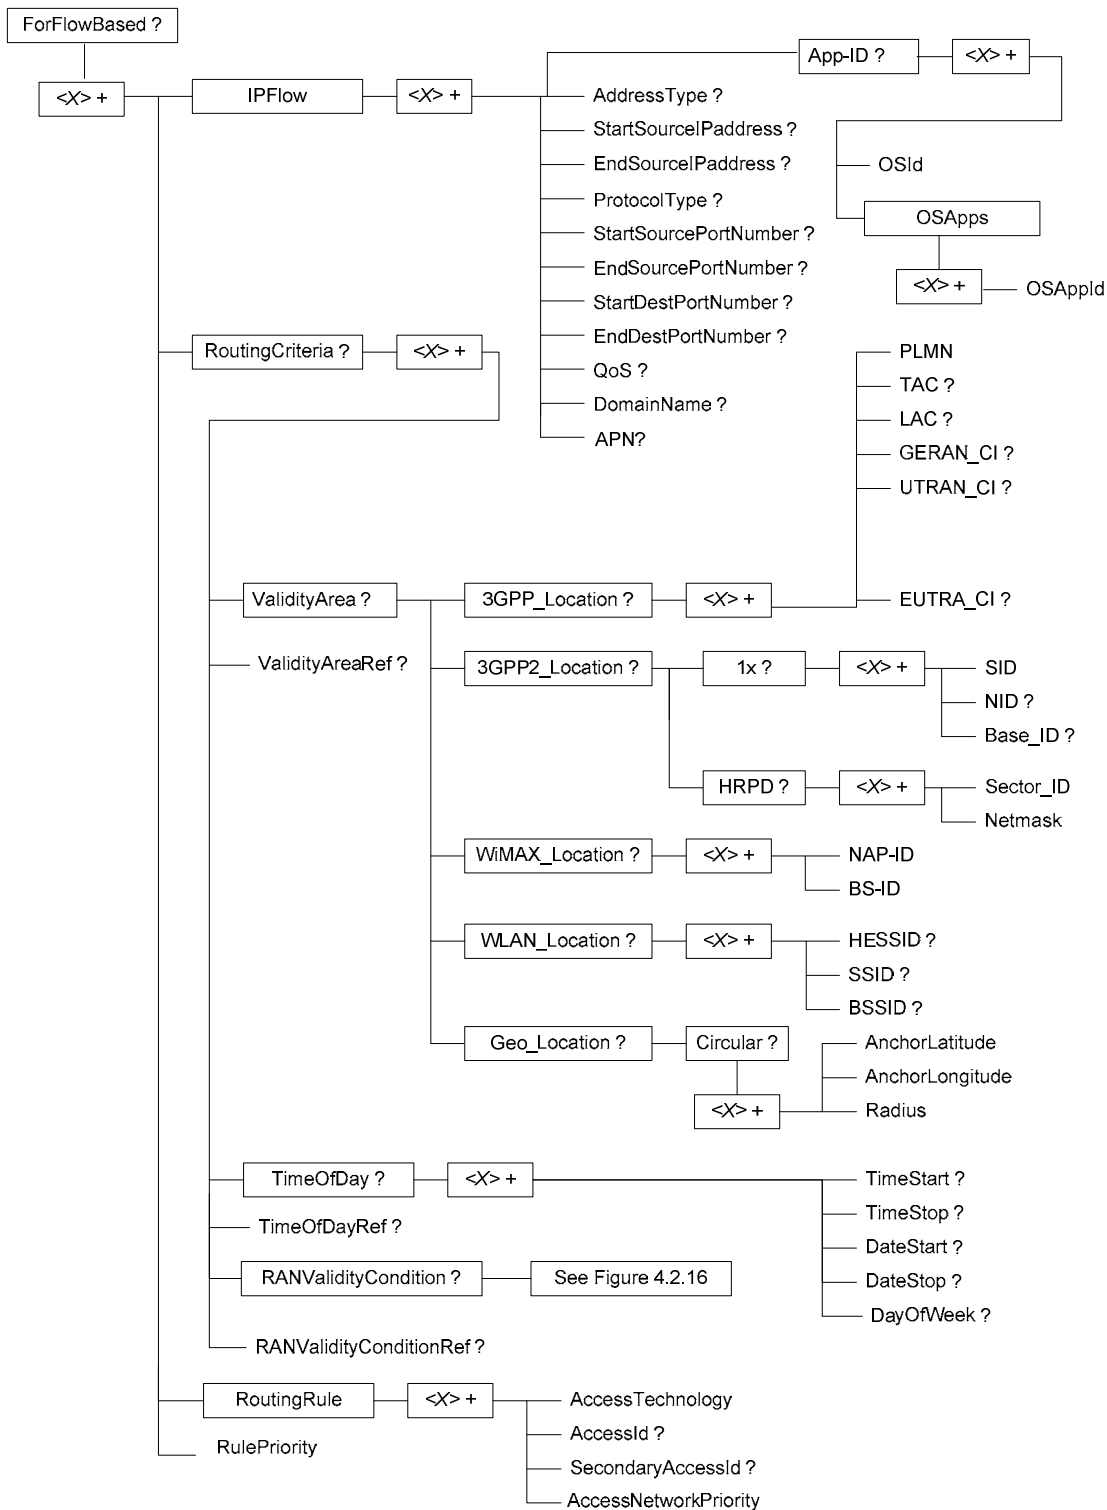 ForFlowBased ?
<X> +
IPFlow
<X> +
App-ID ?
<X> +
AddressType ?
StartSourceIPaddress ?
EndSourceIPaddress ?
ProtocolType ?
StartSourcePortNumber ?
EndSourcePortNumber ?
StartDestPortNumber ?
EndDestPortNumber ?
QoS ?
DomainName ?
APN?
OSId
OSApps
<X> +
OSAppId
RoutingCriteria ?
<X> +
ValidityArea ?
3GPP_Location ?
<X> +
PLMN
TAC ?
LAC ?
GERAN_CI ?
UTRAN_CI ?
EUTRA_CI ?
ValidityAreaRef ?
3GPP2_Location ?
1x ?
<X> +
SID
NID ?
Base_ID ?
HRPD ?
<X> +
Sector_ID
Netmask
WiMAX_Location ?
<X> +
NAP-ID
BS-ID
WLAN_Location ?
<X> +
HESSID ?
SSID ?
BSSID ?
Geo_Location ?
Circular ?
<X> +
AnchorLatitude
AnchorLongitude
Radius
TimeOfDay ?
<X> +
TimeStart ?
TimeStop ?
DateStart ?
DateStop ?
DayOfWeek ?
TimeOfDayRef ?
RANValidityCondition ?
See Figure 4.2.16
RANValidityConditionRef ?
RoutingRule
<X> +
AccessTechnology
AccessId ?
SecondaryAccessId ?
AccessNetworkPriority
RulePriority